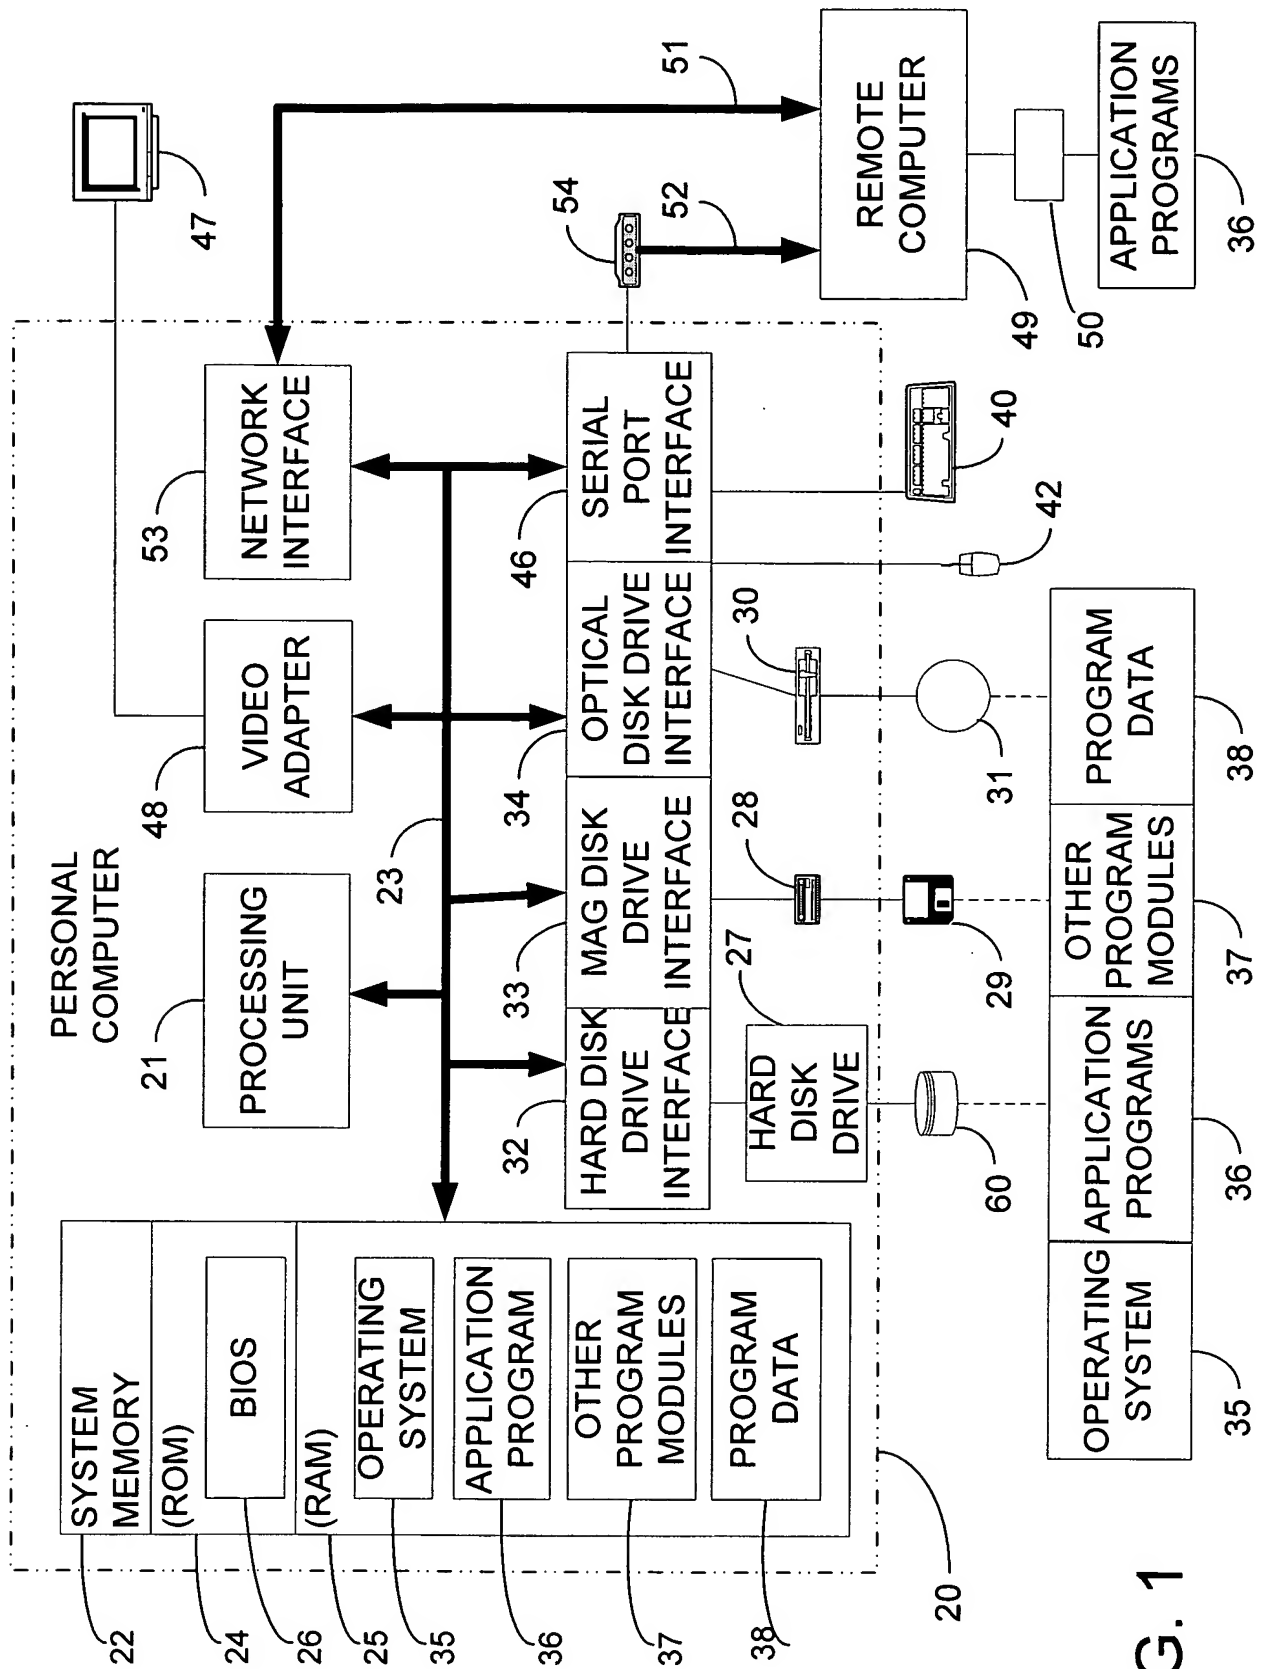 PERSONAL
COMPUTER
SYSTEM
MEMORY
22
(ROM)
24
BIOS
26
(RAM)
25
OPERATING
SYSTEM
35
APPLICATION
PROGRAM
36
OTHER
PROGRAM
MODULES
37
PROGRAM
DATA
38
21
PROCESSING
UNIT
48
VIDEO
ADAPTER
53
NETWORK
INTERFACE
47
23
32
HARD DISK
DRIVE
INTERFACE
33
MAG DISK
DRIVE
INTERFACE
34
OPTICAL
DISK DRIVE
INTERFACE
46
SERIAL
PORT
INTERFACE
54
52
51
HARD
DISK
DRIVE
27
28
30
60
29
31
42
40
REMOTE
COMPUTER
49
50
APPLICATION
PROGRAMS
36
20
OPERATING
SYSTEM
35
APPLICATION
PROGRAMS
36
OTHER
PROGRAM
MODULES
37
PROGRAM
DATA
38
G. 1